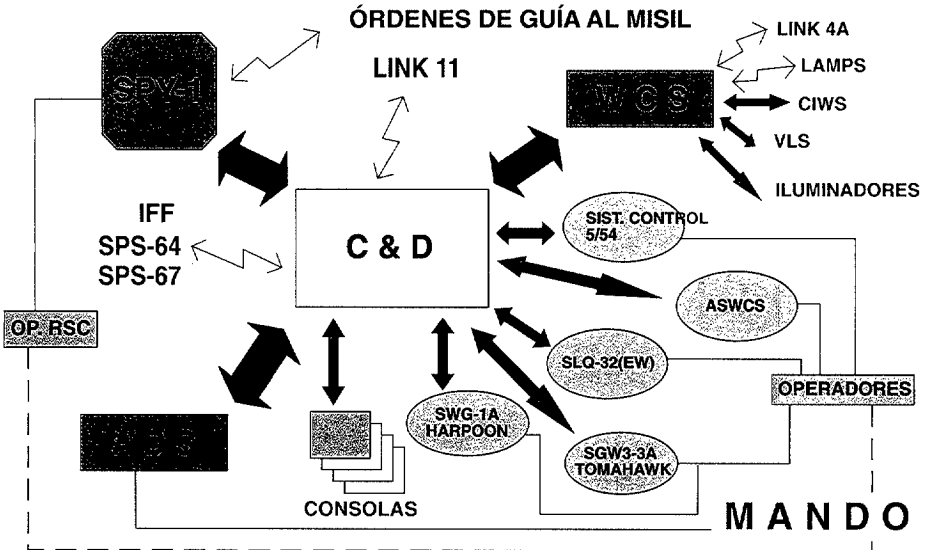 ÓRDENES DE GUÍA AL MISIL
LINK 4A
LINK 11
LAMPS
SPY-1
WCS
CIWS
VLS
ILUMINADORES
IFF
SPS-64
SPS-67
C & D
SIST. CONTROL
5/54
ASWCS
OP. RSC
SLQ-32(EW)
OPERADORES
SWG-1A
HARPOON
SGW3-3A
TOMAHAWK
CONSOLAS
MANDO